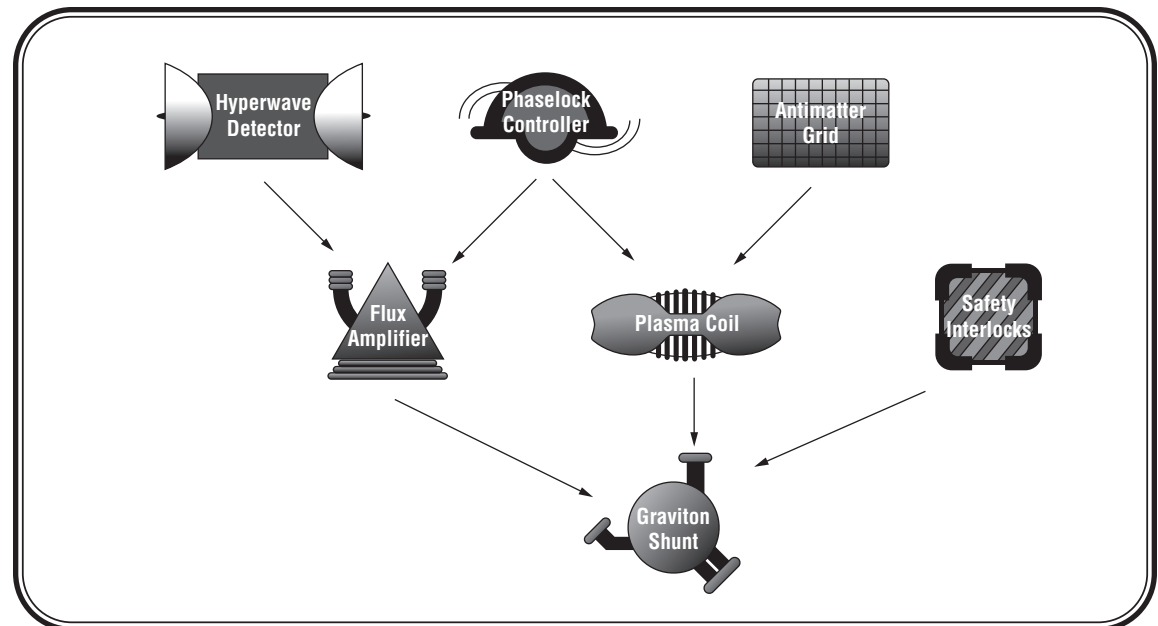 Hyperwave
Detector
Phaselock
Controller
Antimatter
Grid
Flux
Amplifier
Plasma Coil
Safety
Interlocks
Graviton
Shunt